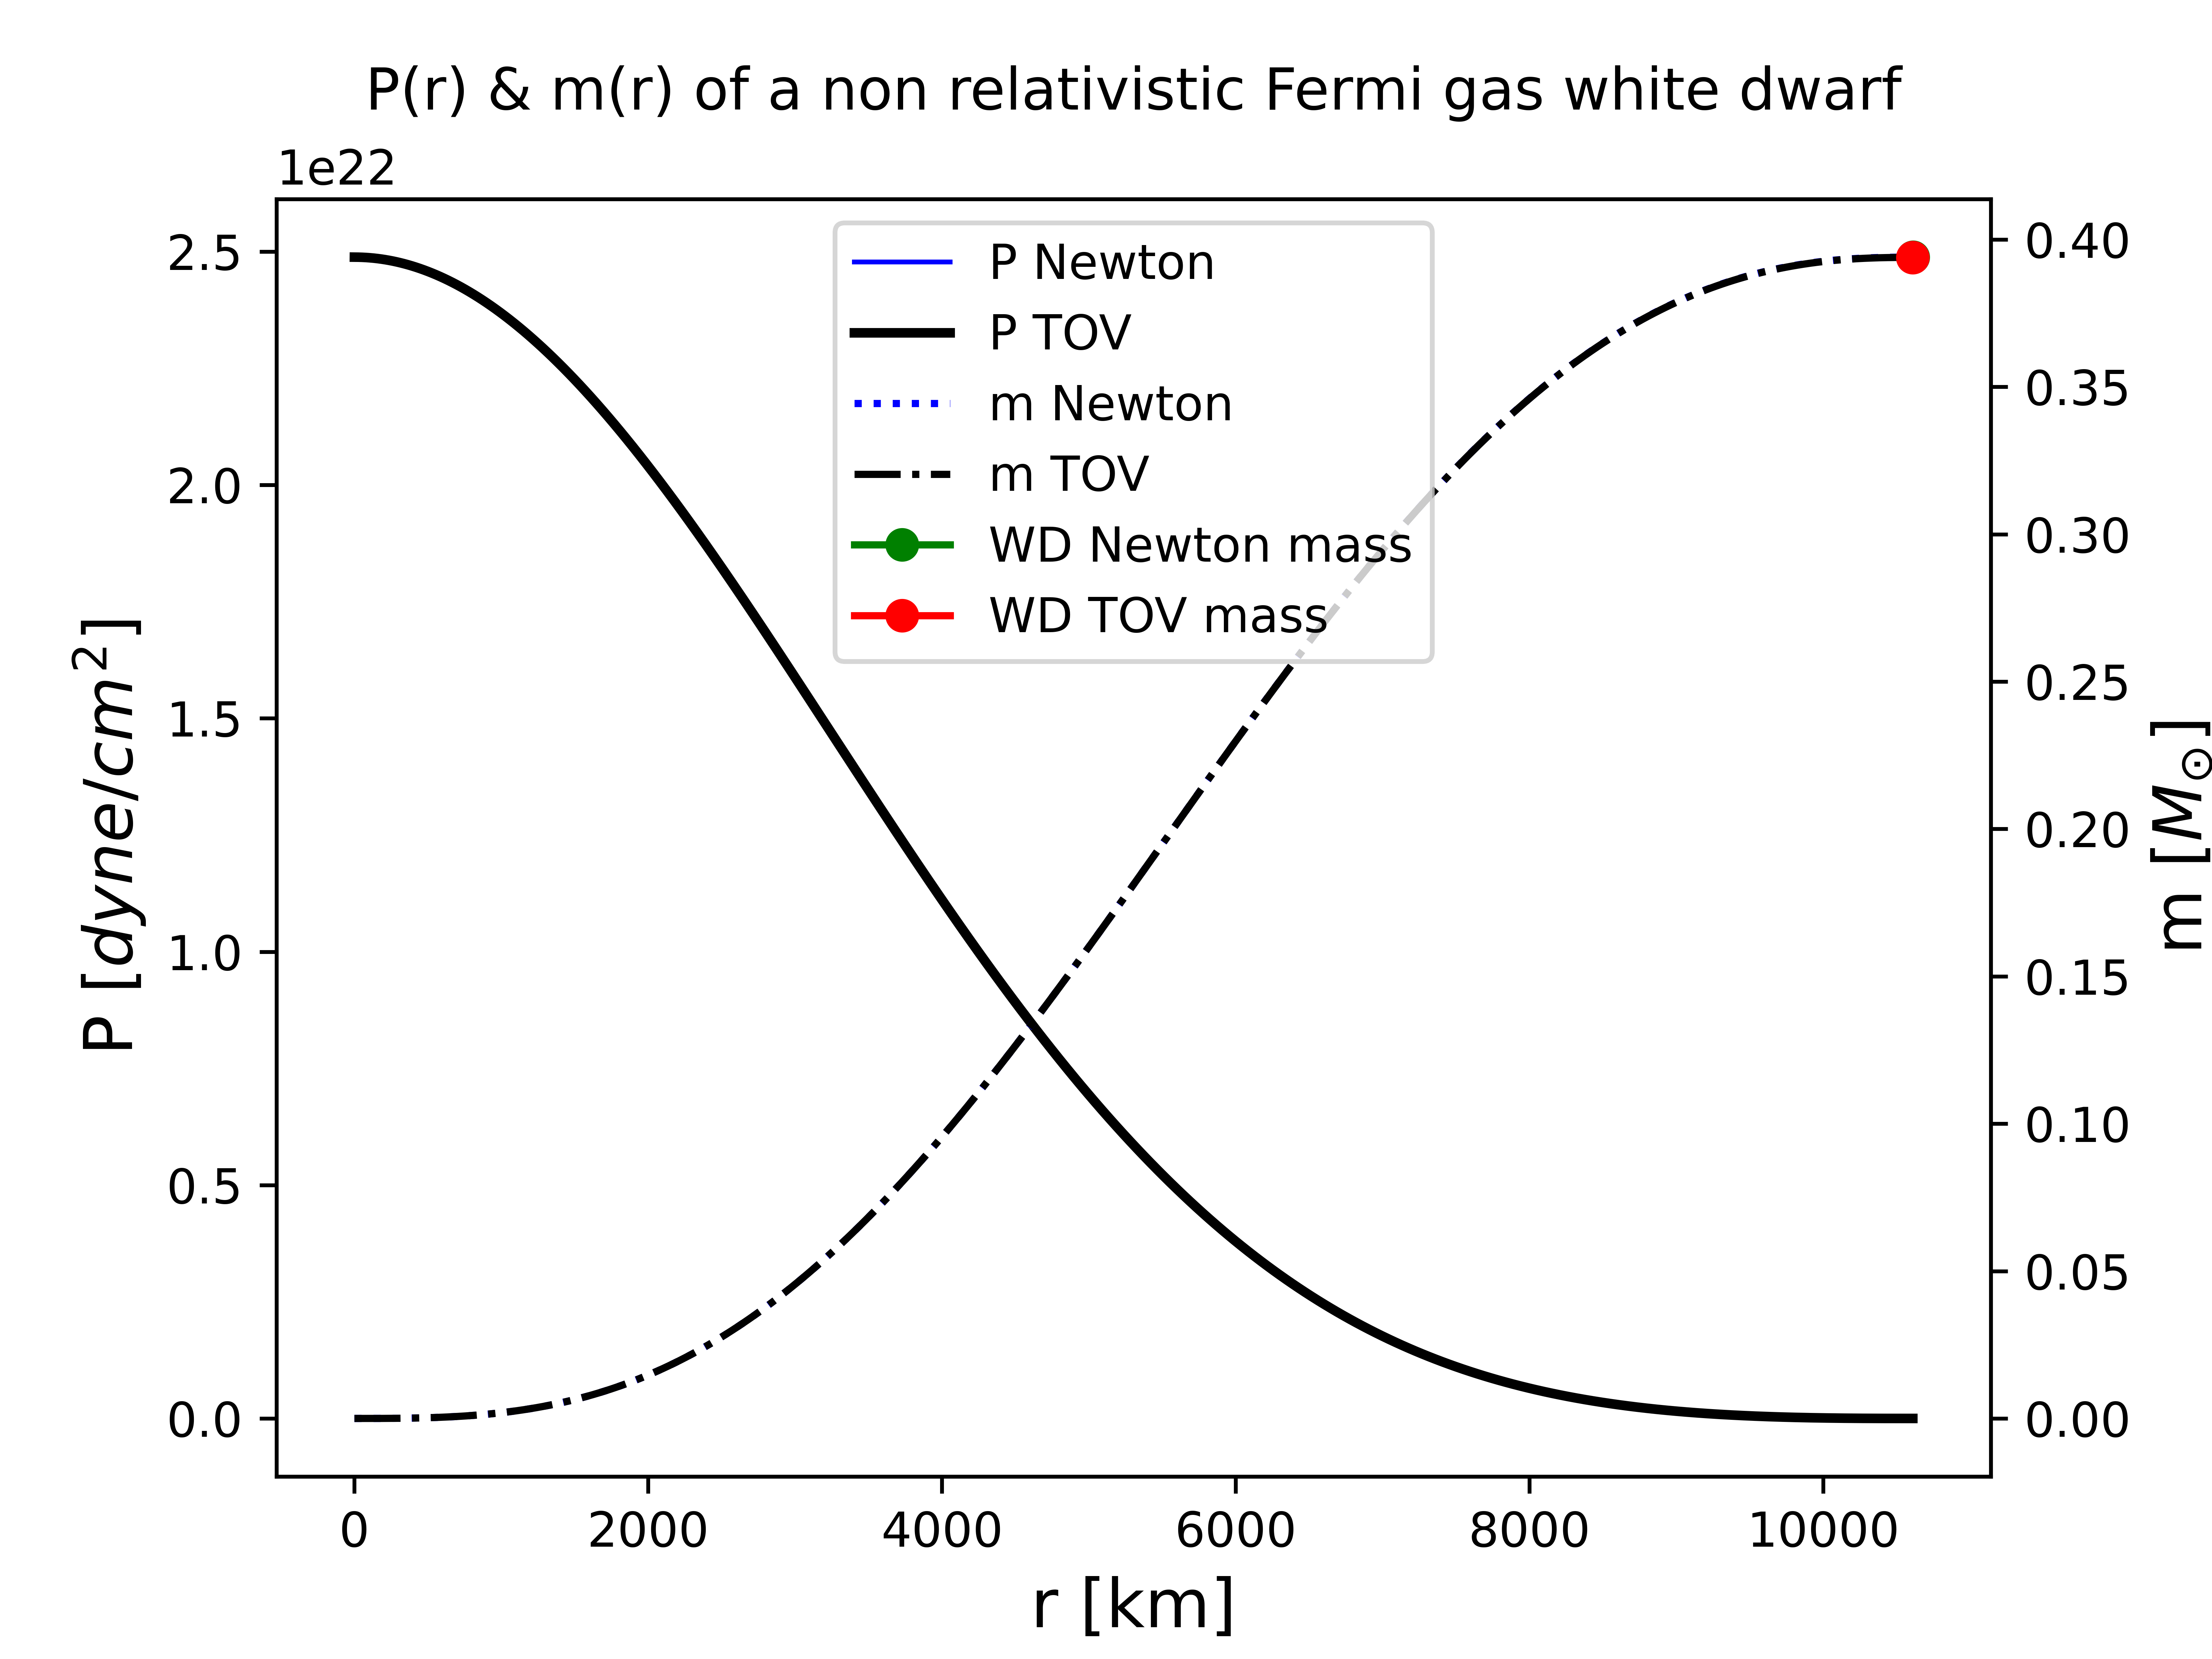 P(r) & m(r) of a non relativistic Fermi gas white dwarf
1e22
P [dyne/cm²]
2.5
2.0
1.5
1.0
0.5
0.0
P Newton
P TOV
m Newton
m TOV
WD Newton mass
WD TOV mass
0.40
0.35
0.30
0.25
0.20
0.15
0.10
0.05
0.00
m [M⊙]
0 2000 4000 6000 8000 10000
r [km]